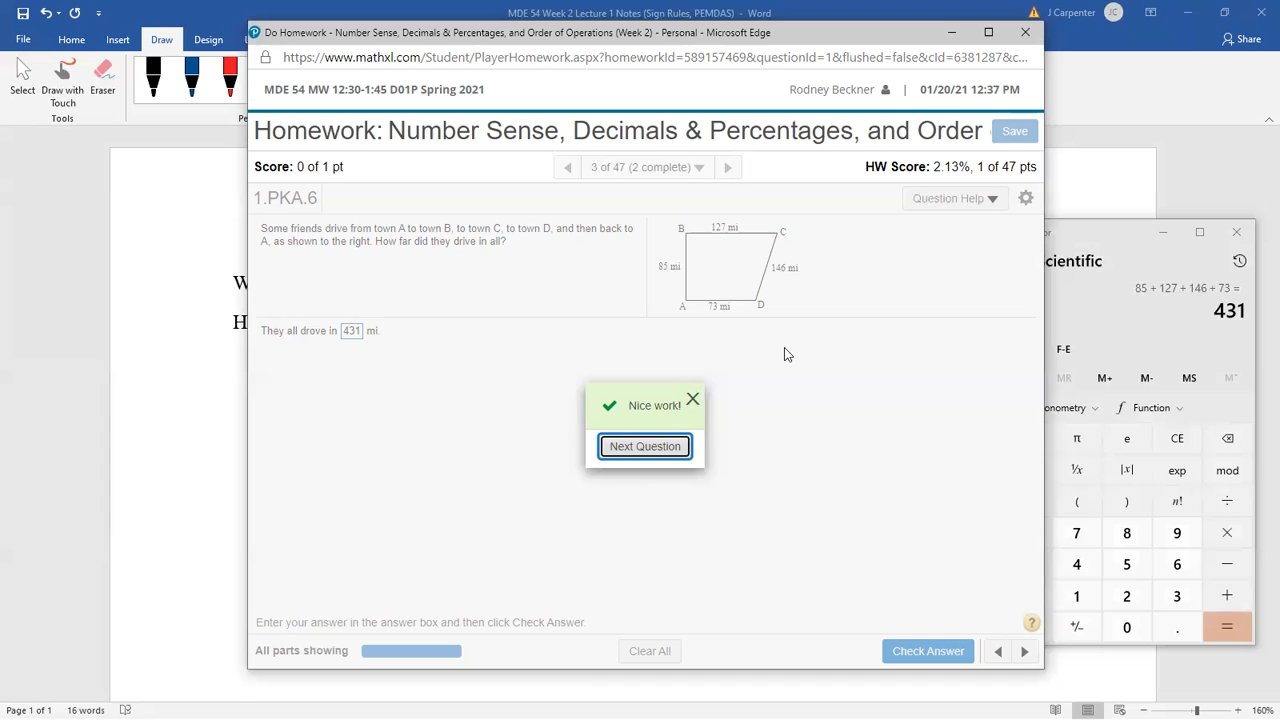 MDE 54 Week 2 Lecture 1 Notes (Sign Rules, PEMDAS) - Word
J Carpenter JC
File Home Insert Draw Design
Share
Select
Draw with
Touch
Eraser
Tools
Do Homework - Number Sense, Decimals & Percentages, and Order of Operations (Week 2) - Personal - Microsoft Edge
https://www.mathxl.com/Student/PlayerHomework.aspx?homeworkId=589157469&questionId=1&flushed=false&cId=6381287&c...
MDE 54 MW 12:30-1:45 D01P Spring 2021
Rodney Beckner | 01/20/21 12:37 PM
Homework: Number Sense, Decimals & Percentages, and Order
Save
Score: 0 of 1 pt
3 of 47 (2 complete)
HW Score: 2.13%, 1 of 47 pts
1.PKA.6
Question Help
Some friends drive from town A to town B, to town C, to town D, and then back to
A, as shown to the right. How far did they drive in all?
B 127 mi C
85 mi
146 mi
A 73 mi D
They all drove in 431 mi.
Nice work!
Next Question
Enter your answer in the answer box and then click Check Answer.
?
All parts showing
Clear All
Check Answer
W
H
cientific
85 + 127 + 146 + 73 =
431
F-E
MR M+ M- MS
onometry Function
π e CE
¹/x |x| exp mod
( ) n! ÷
7 8 9 ×
4 5 6 −
1 2 3 +
+/- 0 . =
Page 1 of 1 16 words
160%